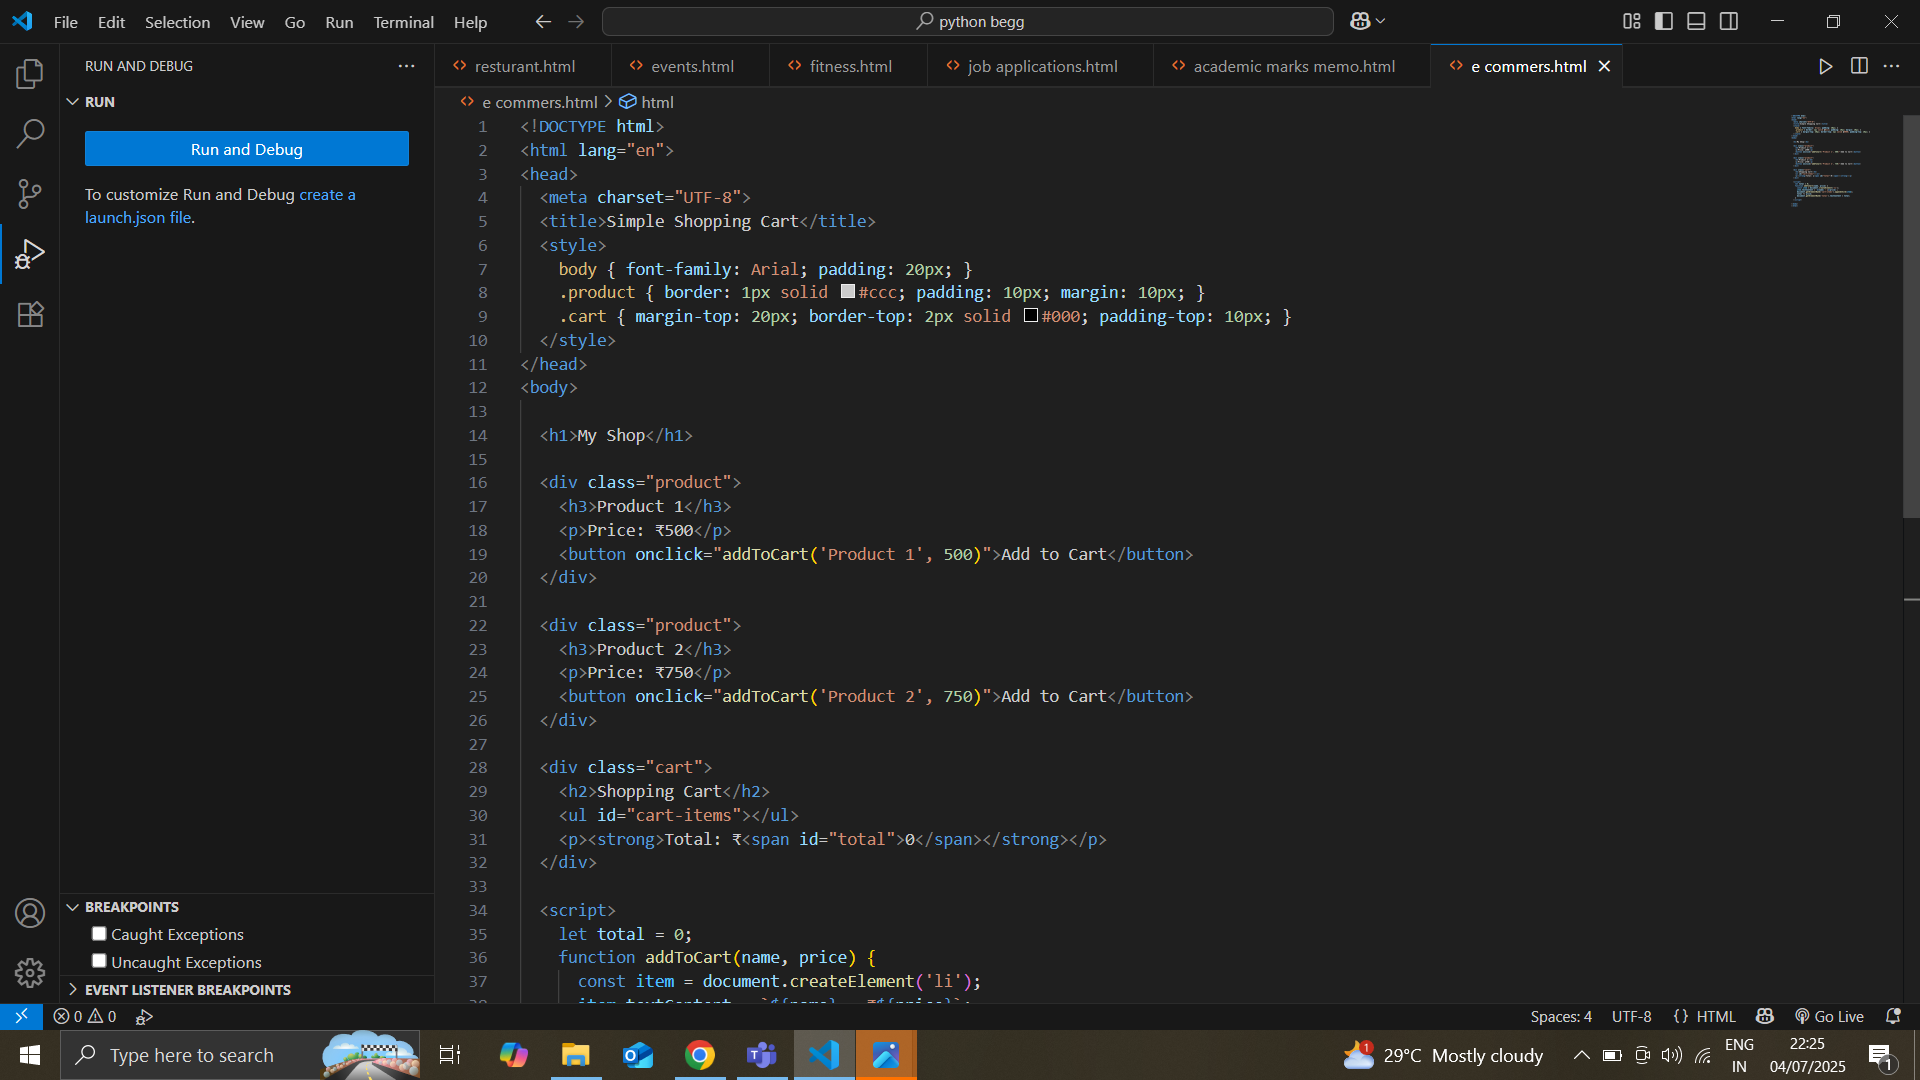 File Edit Selection View Go Run Terminal Help
python begg
RUN AND DEBUG
resturant.html events.html fitness.html job applications.html academic marks memo.html e commers.html
RUN
Run and Debug
To customize Run and Debug create a
launch.json file.
e commers.html > html
1 <!DOCTYPE html>
2 <html lang="en">
3 <head>
4 <meta charset="UTF-8">
5 <title>Simple Shopping Cart</title>
6 <style>
7 body { font-family: Arial; padding: 20px; }
8 .product { border: 1px solid #ccc; padding: 10px; margin: 10px; }
9 .cart { margin-top: 20px; border-top: 2px solid #000; padding-top: 10px; }
10 </style>
11 </head>
12 <body>
13
14 <h1>My Shop</h1>
15
16 <div class="product">
17 <h3>Product 1</h3>
18 <p>Price: ₹500</p>
19 <button onclick="addToCart('Product 1', 500)">Add to Cart</button>
20 </div>
21
22 <div class="product">
23 <h3>Product 2</h3>
24 <p>Price: ₹750</p>
25 <button onclick="addToCart('Product 2', 750)">Add to Cart</button>
26 </div>
27
28 <div class="cart">
29 <h2>Shopping Cart</h2>
30 <ul id="cart-items"></ul>
31 <p><strong>Total: ₹<span id="total">0</span></strong></p>
32 </div>
33
34 <script>
35 let total = 0;
36 function addToCart(name, price) {
37 const item = document.createElement('li');
BREAKPOINTS
Caught Exceptions
Uncaught Exceptions
EVENT LISTENER BREAKPOINTS
0 0
Spaces: 4 UTF-8 {} HTML Go Live
Type here to search
1 29°C Mostly cloudy
ENG
IN
22:25
04/07/2025
1